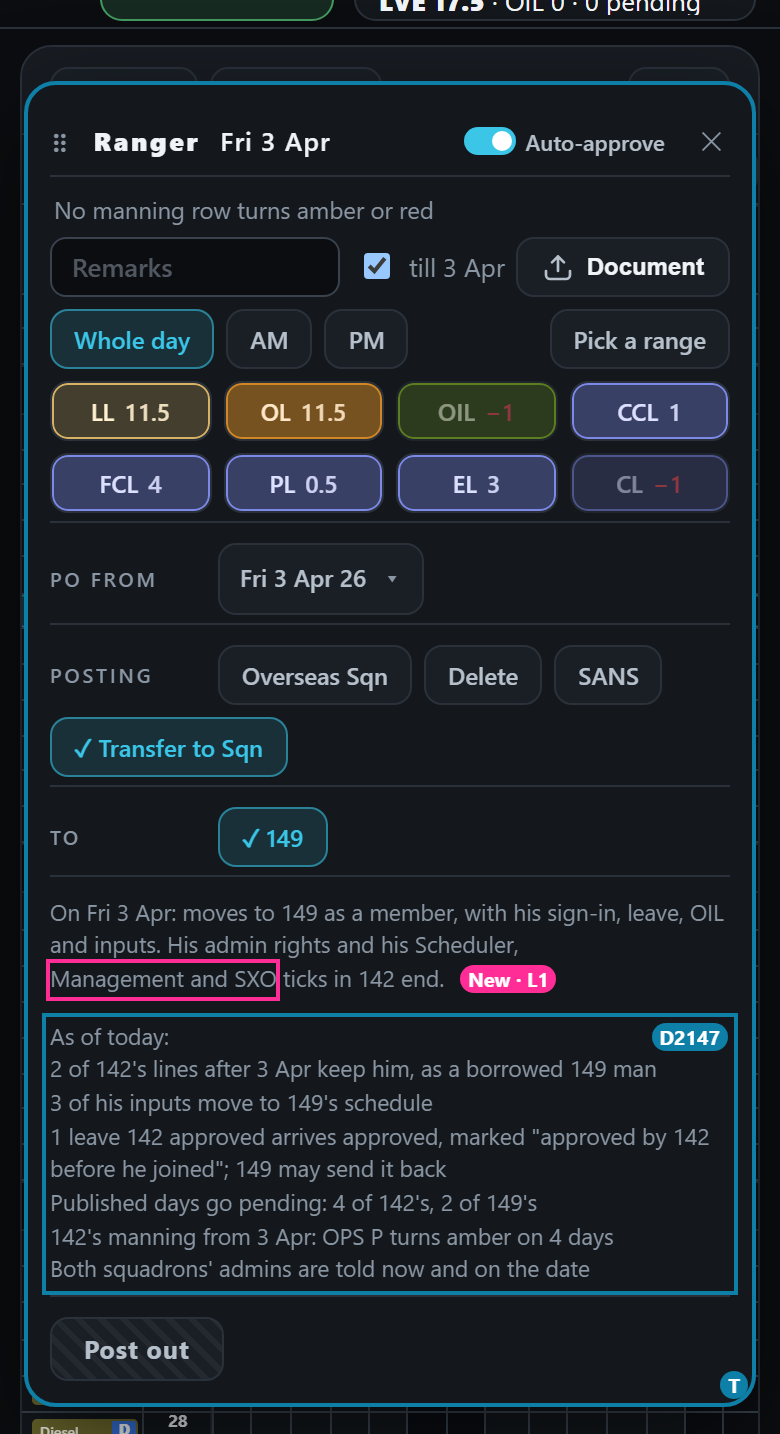 LVE 17.5 · OIL 0 · 0 pending
Ranger Fri 3 Apr Auto-approve
No manning row turns amber or red
Remarks till 3 Apr Document
Whole day AM PM Pick a range
LL 11.5 OL 11.5 OIL −1 CCL 1
FCL 4 PL 0.5 EL 3 CL −1
PO FROM Fri 3 Apr 26
POSTING Overseas Sqn Delete SANS
✓ Transfer to Sqn
TO ✓ 149
On Fri 3 Apr: moves to 149 as a member, with his sign-in, leave, OIL
and inputs. His admin rights and his Scheduler,
Management and SXO ticks in 142 end. New · L1
As of today: D2147
2 of 142's lines after 3 Apr keep him, as a borrowed 149 man
3 of his inputs move to 149's schedule
1 leave 142 approved arrives approved, marked "approved by 142
before he joined"; 149 may send it back
Published days go pending: 4 of 142's, 2 of 149's
142's manning from 3 Apr: OPS P turns amber on 4 days
Both squadrons' admins are told now and on the date
Post out
T
Diesel D 28